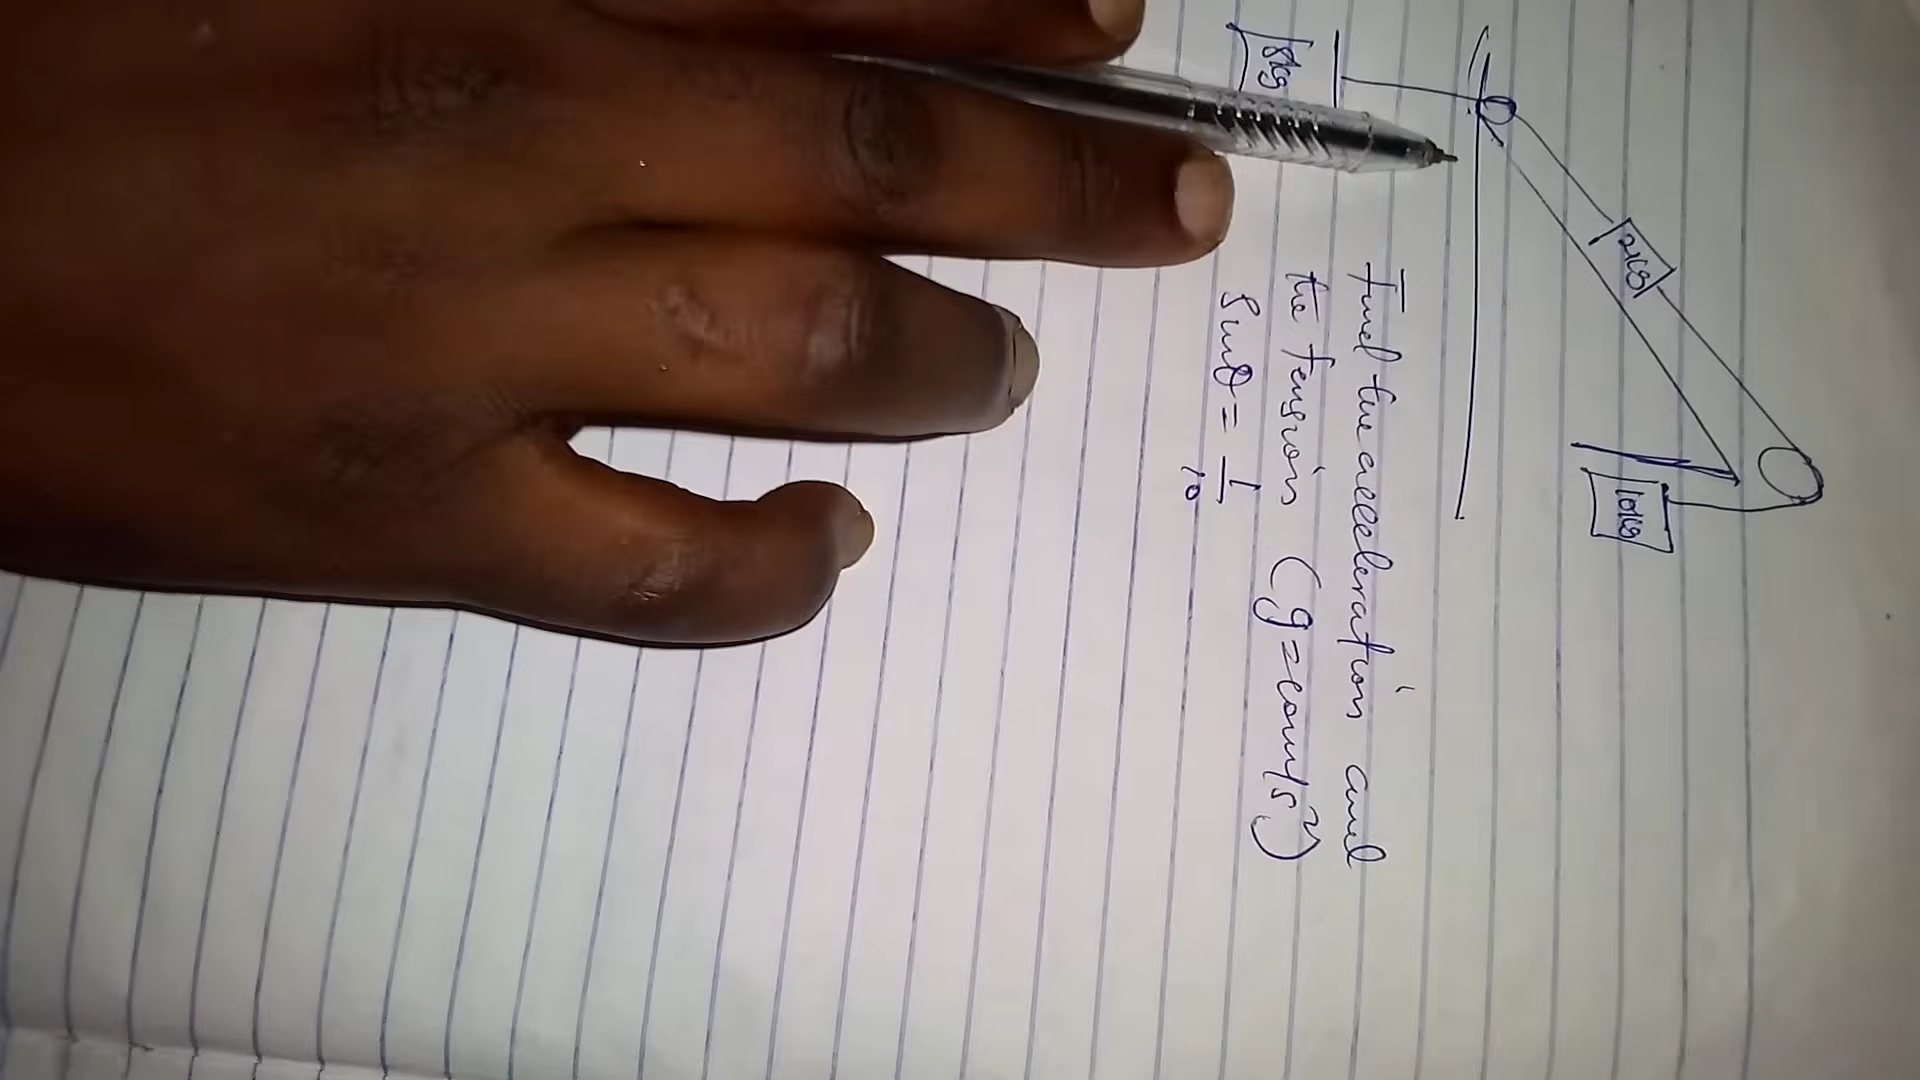 8kg
2kg
10kg
Find the acceleration and
the tension (g=10m/s²)
Sinθ = 1/10